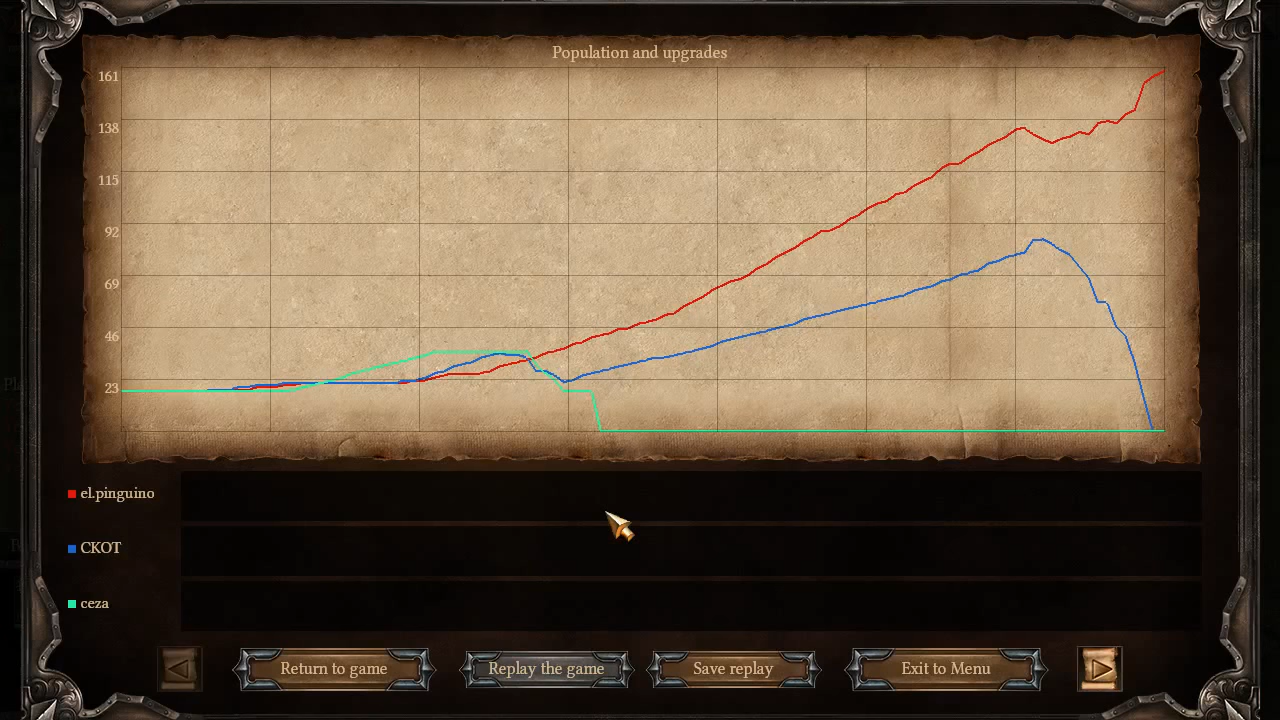 Population and upgrades
161
138
115
92
69
46
23
el.pinguino
CKOT
ceza
Return to game
Replay the game
Save replay
Exit to Menu